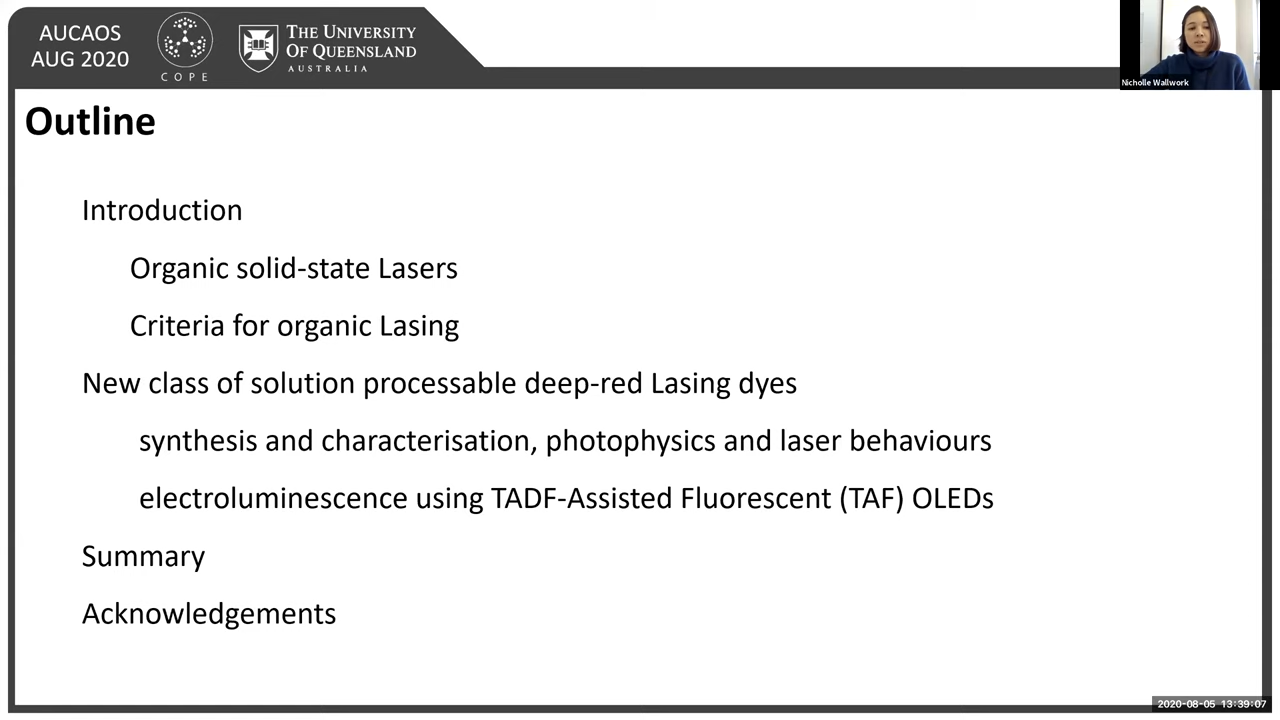 AUCAOS
AUG 2020
COPE
THE UNIVERSITY
OF QUEENSLAND
AUSTRALIA
Nicholle Wallwork
Outline
Introduction
Organic solid-state Lasers
Criteria for organic Lasing
New class of solution processable deep-red Lasing dyes
synthesis and characterisation, photophysics and laser behaviours
electroluminescence using TADF-Assisted Fluorescent (TAF) OLEDs
Summary
Acknowledgements
2020-08-05 13:39:07